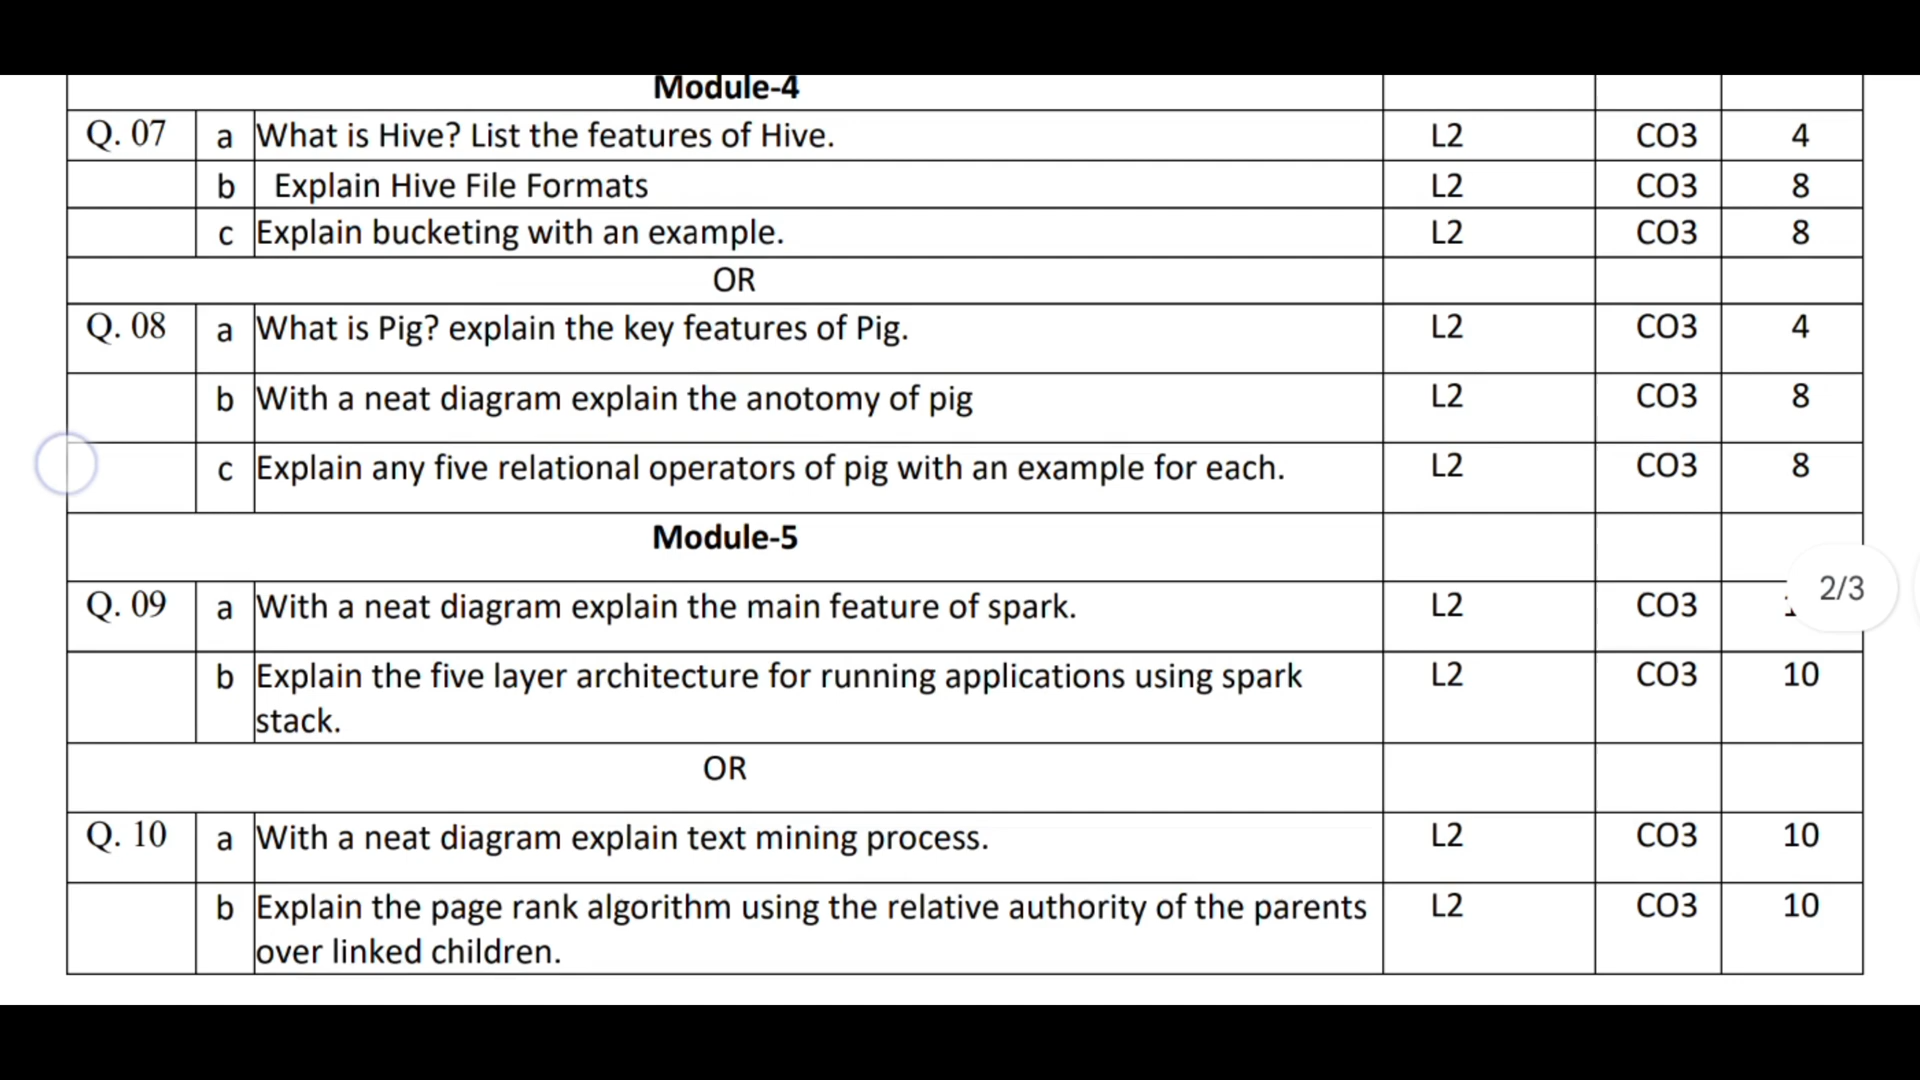 Module-4
Q. 07 a What is Hive? List the features of Hive. L2 CO3 4
b Explain Hive File Formats L2 CO3 8
c Explain bucketing with an example. L2 CO3 8
OR
Q. 08 a What is Pig? explain the key features of Pig. L2 CO3 4
b With a neat diagram explain the anotomy of pig L2 CO3 8
c Explain any five relational operators of pig with an example for each. L2 CO3 8
Module-5
2/3
Q. 09 a With a neat diagram explain the main feature of spark. L2 CO3
b Explain the five layer architecture for running applications using spark L2 CO3 10
stack.
OR
Q. 10 a With a neat diagram explain text mining process. L2 CO3 10
b Explain the page rank algorithm using the relative authority of the parents L2 CO3 10
over linked children.